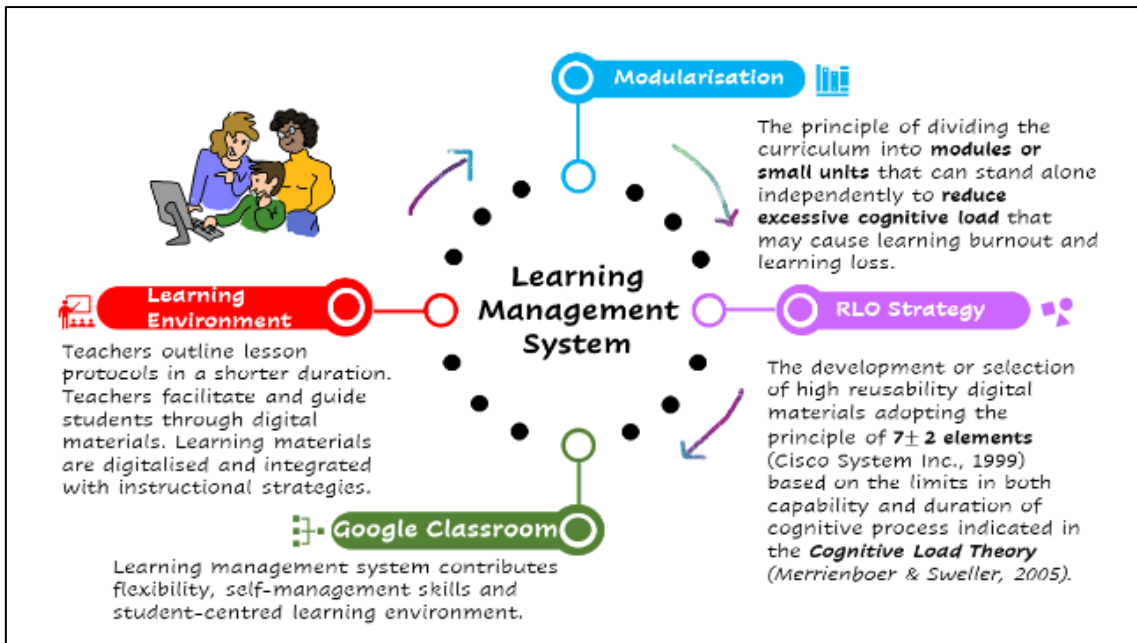 Modularisation
The principle of dividing the
curriculum into modules or
small units that can stand alone
independently to reduce
excessive cognitive load that
may cause learning burnout and
learning loss.
Learning
Management
System
Learning
Environment
Teachers outline lesson
protocols in a shorter duration.
Teachers facilitate and guide
students through digital
materials. Learning materials
are digitalised and integrated
with instructional strategies.
RLO Strategy
The development or selection
of high reusability digital
materials adopting the
principle of 7± 2 elements
(Cisco System Inc., 1999)
based on the limits in both
capability and duration of
cognitive process indicated in
the Cognitive Load Theory
(Merrienboer & Sweller, 2005).
Google Classroom
Learning management system contributes
flexibility, self-management skills and
student-centred learning environment.